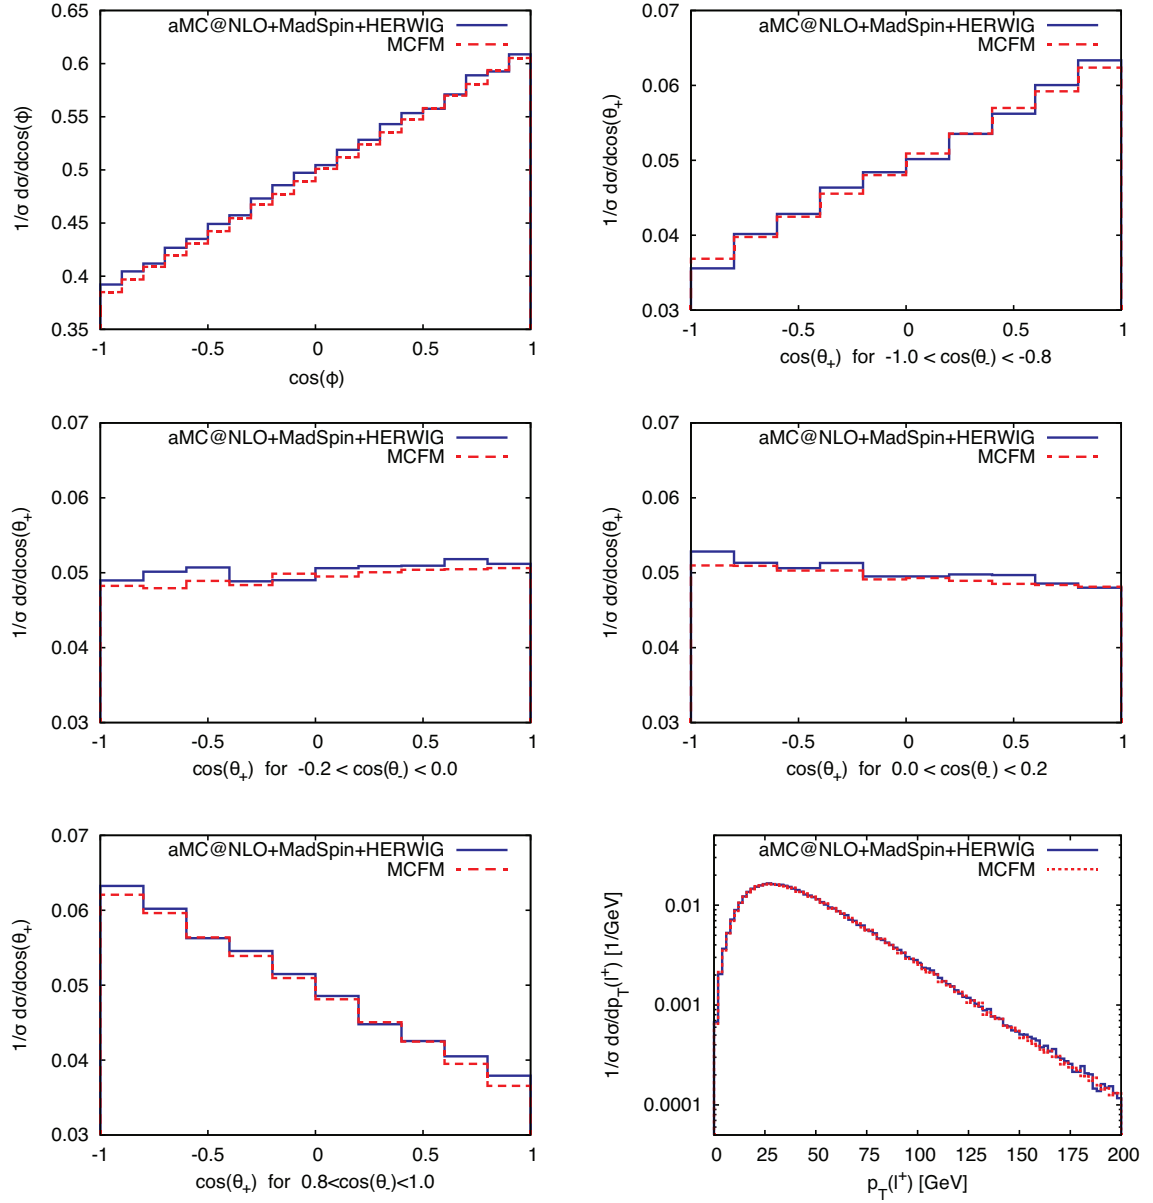 aMC@NLO+MadSpin+HERWIG
MCFM
1/σ dσ/dcos(ϕ)
0.65
0.6
0.55
0.5
0.45
0.4
0.35
-1 -0.5 0 0.5 1
cos(ϕ)
aMC@NLO+MadSpin+HERWIG
MCFM
1/σ dσ/dcos(θ+)
0.07
0.06
0.05
0.04
0.03
-1 -0.5 0 0.5 1
cos(θ+) for -1.0 < cos(θ-) < -0.8
aMC@NLO+MadSpin+HERWIG
MCFM
1/σ dσ/dcos(θ+)
0.07
0.06
0.05
0.04
0.03
-1 -0.5 0 0.5 1
cos(θ+) for -0.2 < cos(θ-) < 0.0
aMC@NLO+MadSpin+HERWIG
MCFM
1/σ dσ/dcos(θ+)
0.07
0.06
0.05
0.04
0.03
-1 -0.5 0 0.5 1
cos(θ+) for 0.0 < cos(θ-) < 0.2
aMC@NLO+MadSpin+HERWIG
MCFM
1/σ dσ/dcos(θ+)
0.07
0.06
0.05
0.04
0.03
-1 -0.5 0 0.5 1
cos(θ+) for 0.8<cos(θ-)<1.0
aMC@NLO+MadSpin+HERWIG
MCFM
1/σ dσ/dpT(l+) [1/GeV]
0.01
0.001
0.0001
0 25 50 75 100 125 150 175 200
pT(l+) [GeV]